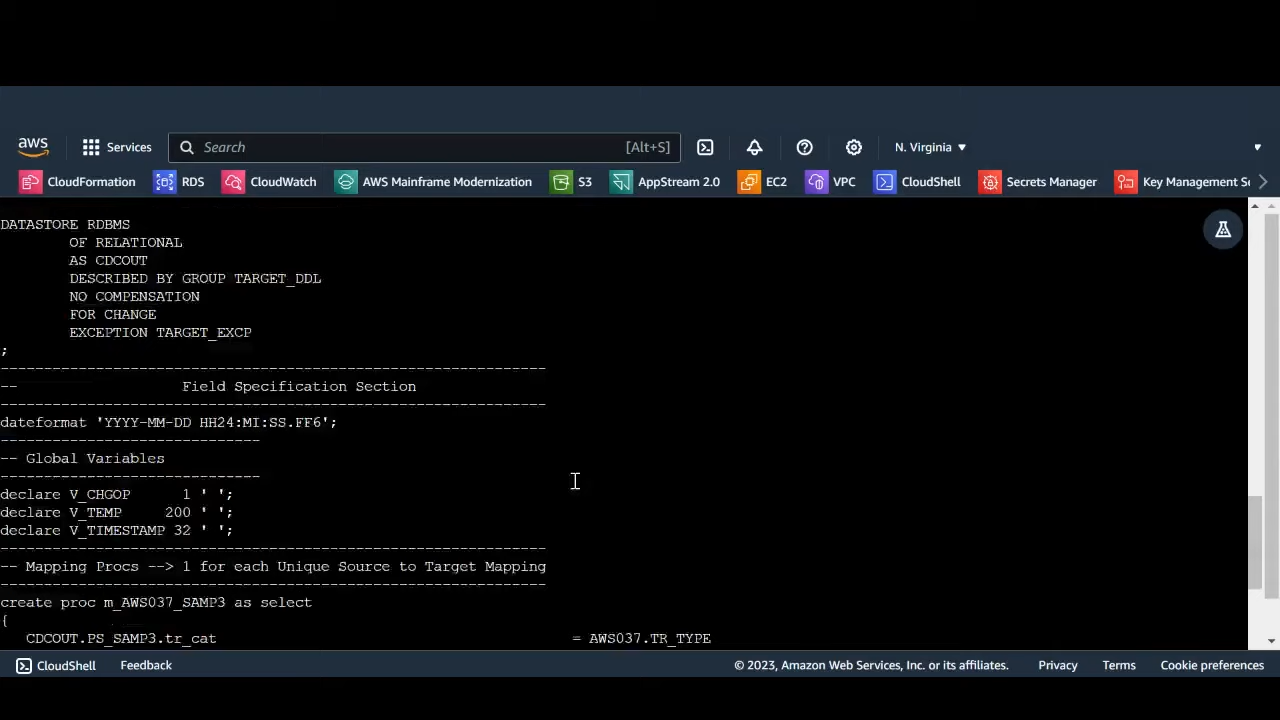 aws
Services
Search
[Alt+S]
N. Virginia
CloudFormation
RDS
CloudWatch
AWS Mainframe Modernization
S3
AppStream 2.0
EC2
VPC
CloudShell
Secrets Manager
Key Management Se
DATASTORE RDBMS
OF RELATIONAL
AS CDCOUT
DESCRIBED BY GROUP TARGET_DDL
NO COMPENSATION
FOR CHANGE
EXCEPTION TARGET_EXCP
;
---------------------------------------------------------------
-- Field Specification Section
---------------------------------------------------------------
dateformat 'YYYY-MM-DD HH24:MI:SS.FF6';
------------------------------
-- Global Variables
------------------------------
declare V_CHGOP 1 ' ';
declare V_TEMP 200 ' ';
declare V_TIMESTAMP 32 ' ';
---------------------------------------------------------------
-- Mapping Procs --> 1 for each Unique Source to Target Mapping
---------------------------------------------------------------
create proc m_AWS037_SAMP3 as select
{
CDCOUT.PS_SAMP3.tr_cat = AWS037.TR_TYPE
CloudShell
Feedback
© 2023, Amazon Web Services, Inc. or its affiliates.
Privacy
Terms
Cookie preferences